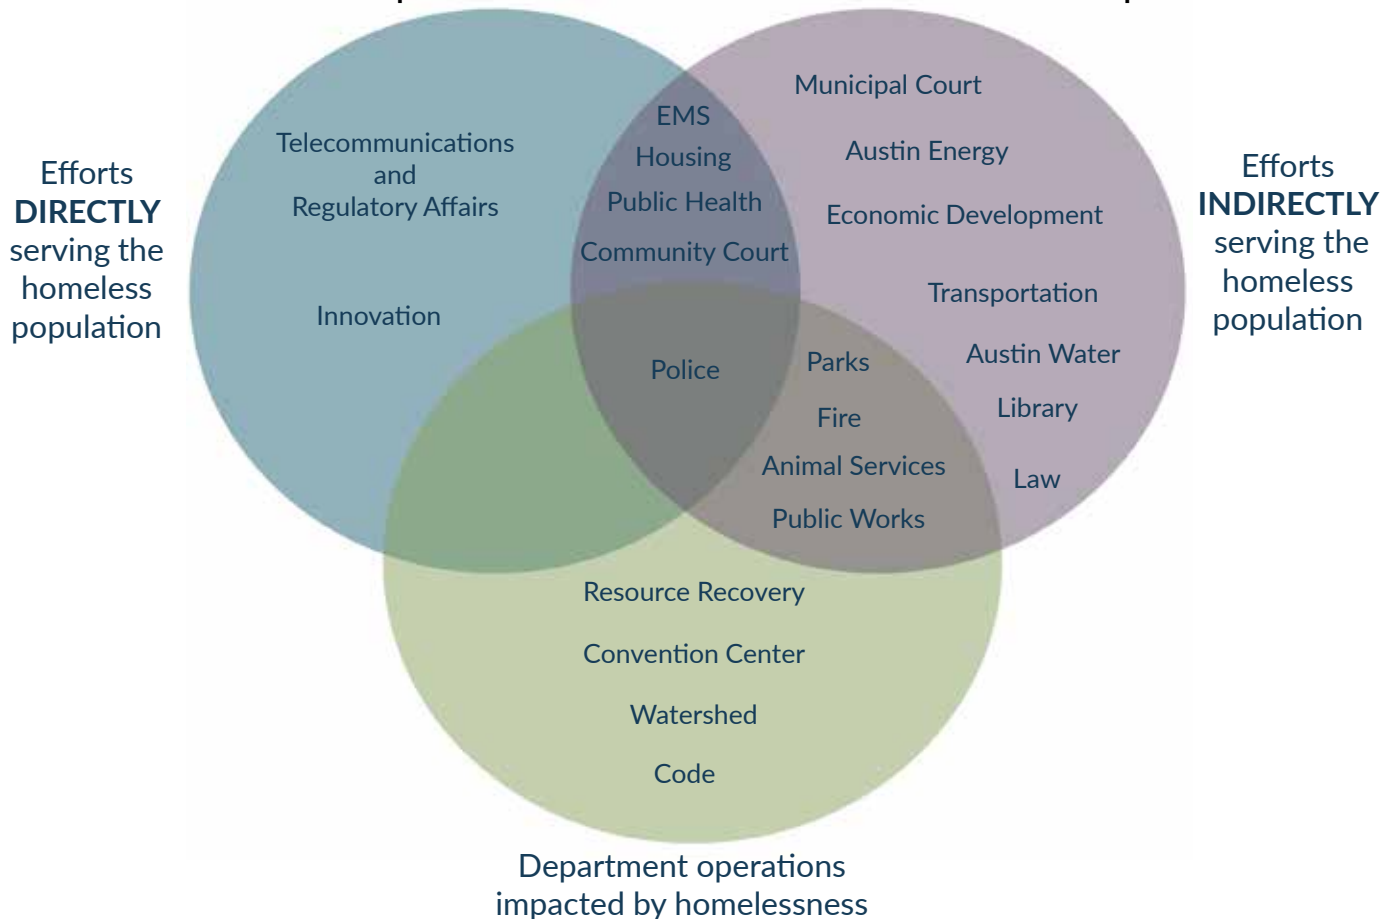 Efforts
DIRECTLY
serving the
homeless
population
Telecommunications
and
Regulatory Affairs
Innovation
EMS
Housing
Public Health
Community Court
Police
Municipal Court
Austin Energy
Economic Development
Transportation
Austin Water
Library
Law
Parks
Fire
Animal Services
Public Works
Efforts
INDIRECTLY
serving the
homeless
population
Resource Recovery
Convention Center
Watershed
Code
Department operations
impacted by homelessness